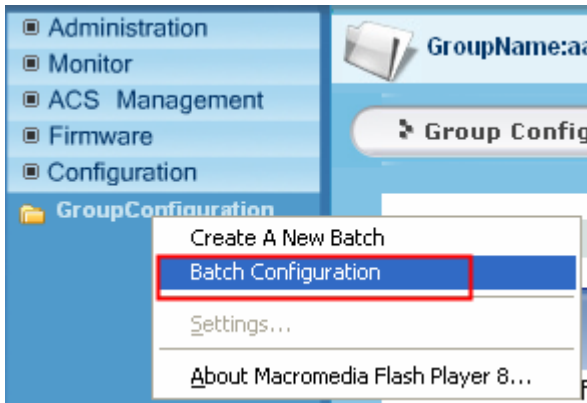 Administration
Monitor
ACS Management
Firmware
Configuration
GroupConfiguration
Create A New Batch
Batch Configuration
Settings...
About Macromedia Flash Player 8...
GroupName:aa
Group Config